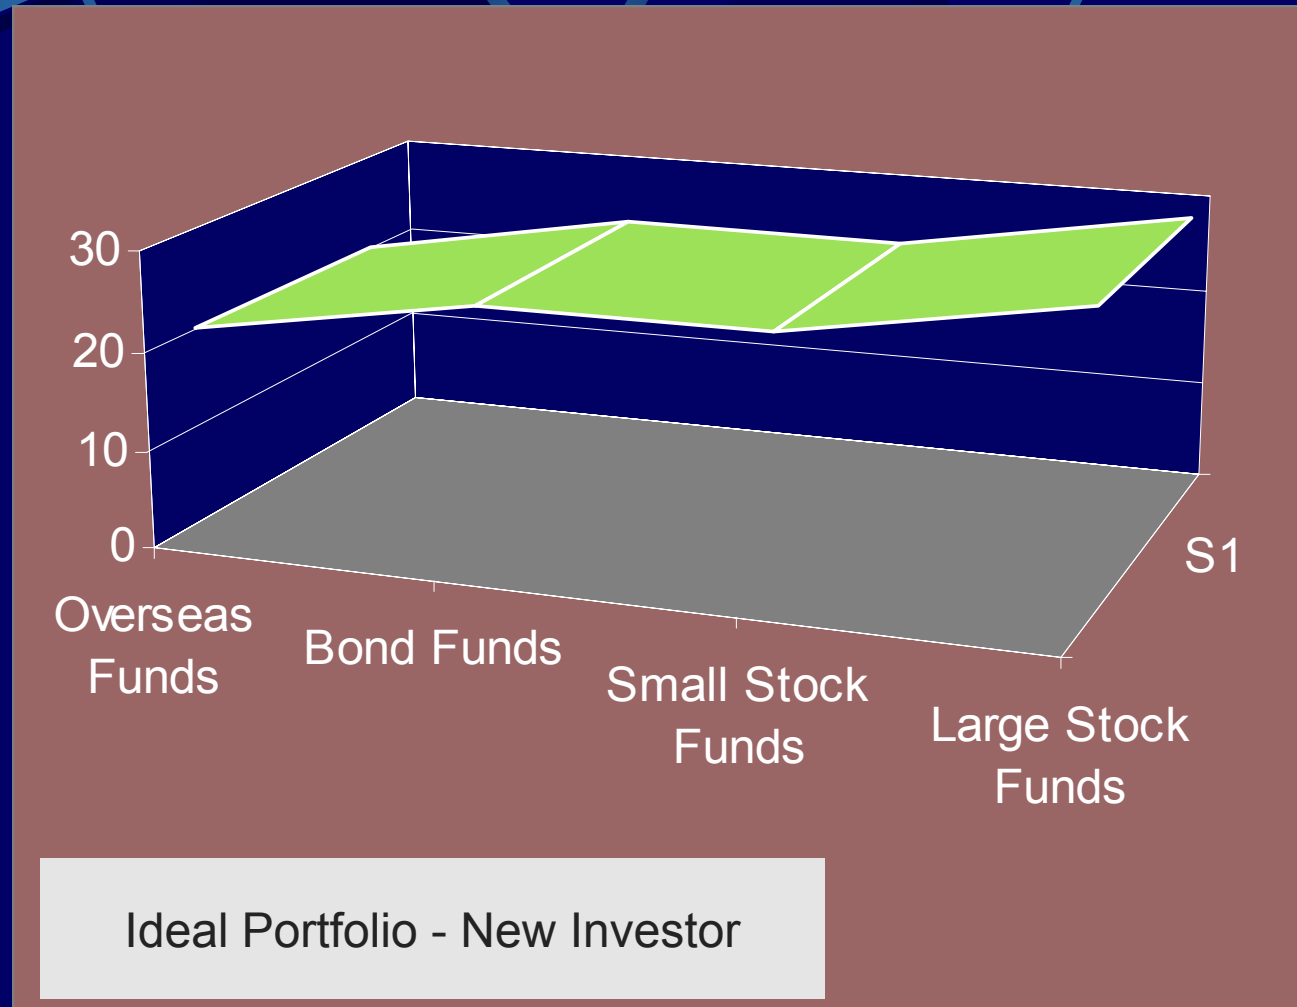 30
20
10
0
S1
Overseas
Funds
Bond Funds
Small Stock
Funds
Large Stock
Funds
Ideal Portfolio - New Investor